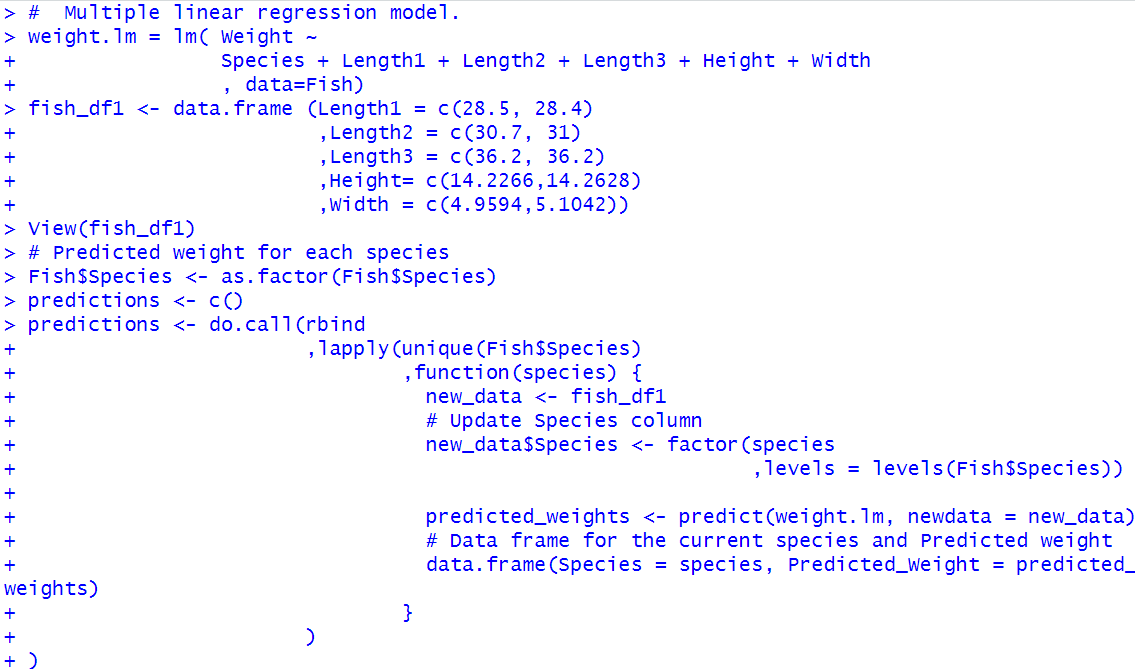 > #  Multiple linear regression model.
> weight.lm = lm( Weight ~
+                 Species + Length1 + Length2 + Length3 + Height + Width
+                 , data=Fish)
> fish_df1 <- data.frame (Length1 = c(28.5, 28.4)
+                         ,Length2 = c(30.7, 31)
+                         ,Length3 = c(36.2, 36.2)
+                         ,Height= c(14.2266,14.2628)
+                         ,Width = c(4.9594,5.1042))
> View(fish_df1)
> # Predicted weight for each species
> Fish$Species <- as.factor(Fish$Species)
> predictions <- c()
> predictions <- do.call(rbind
+                        ,lapply(unique(Fish$Species)
+                                ,function(species) {
+                                  new_data <- fish_df1
+                                  # Update Species column
+                                  new_data$Species <- factor(species
+                                                             ,levels = levels(Fish$Species))
+
+                                  predicted_weights <- predict(weight.lm, newdata = new_data)
+                                  # Data frame for the current species and Predicted weight
+                                  data.frame(Species = species, Predicted_Weight = predicted_
weights)
+                                }
+                        )
+ )